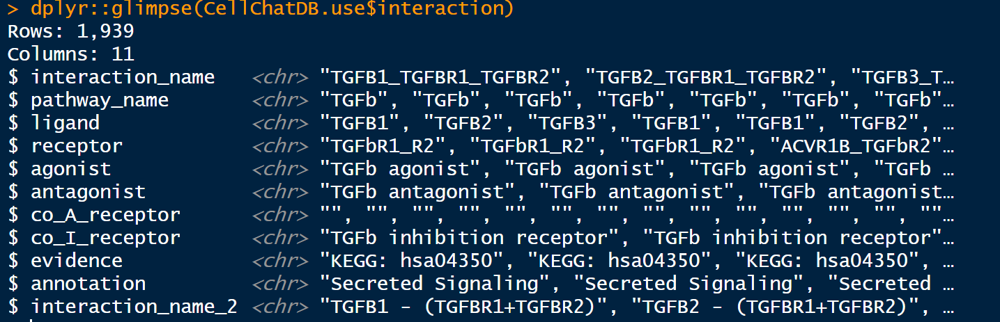 > dplyr::glimpse(CellChatDB.use$interaction)
Rows: 1,939
Columns: 11
$ interaction_name   <chr> "TGFB1_TGFBR1_TGFBR2", "TGFB2_TGFBR1_TGFBR2", "TGFB3_T…
$ pathway_name       <chr> "TGFb", "TGFb", "TGFb", "TGFb", "TGFb", "TGFb", "TGFb"…
$ ligand             <chr> "TGFB1", "TGFB2", "TGFB3", "TGFB1", "TGFB1", "TGFB2", …
$ receptor           <chr> "TGFbR1_R2", "TGFbR1_R2", "TGFbR1_R2", "ACVR1B_TGFbR2"…
$ agonist            <chr> "TGFb agonist", "TGFb agonist", "TGFb agonist", "TGFb …
$ antagonist         <chr> "TGFb antagonist", "TGFb antagonist", "TGFb antagonist…
$ co_A_receptor      <chr> "", "", "", "", "", "", "", "", "", "", "", "", "", ""…
$ co_I_receptor      <chr> "TGFb inhibition receptor", "TGFb inhibition receptor"…
$ evidence           <chr> "KEGG: hsa04350", "KEGG: hsa04350", "KEGG: hsa04350", …
$ annotation         <chr> "Secreted Signaling", "Secreted Signaling", "Secreted …
$ interaction_name_2 <chr> "TGFB1 - (TGFBR1+TGFBR2)", "TGFB2 - (TGFBR1+TGFBR2)", …